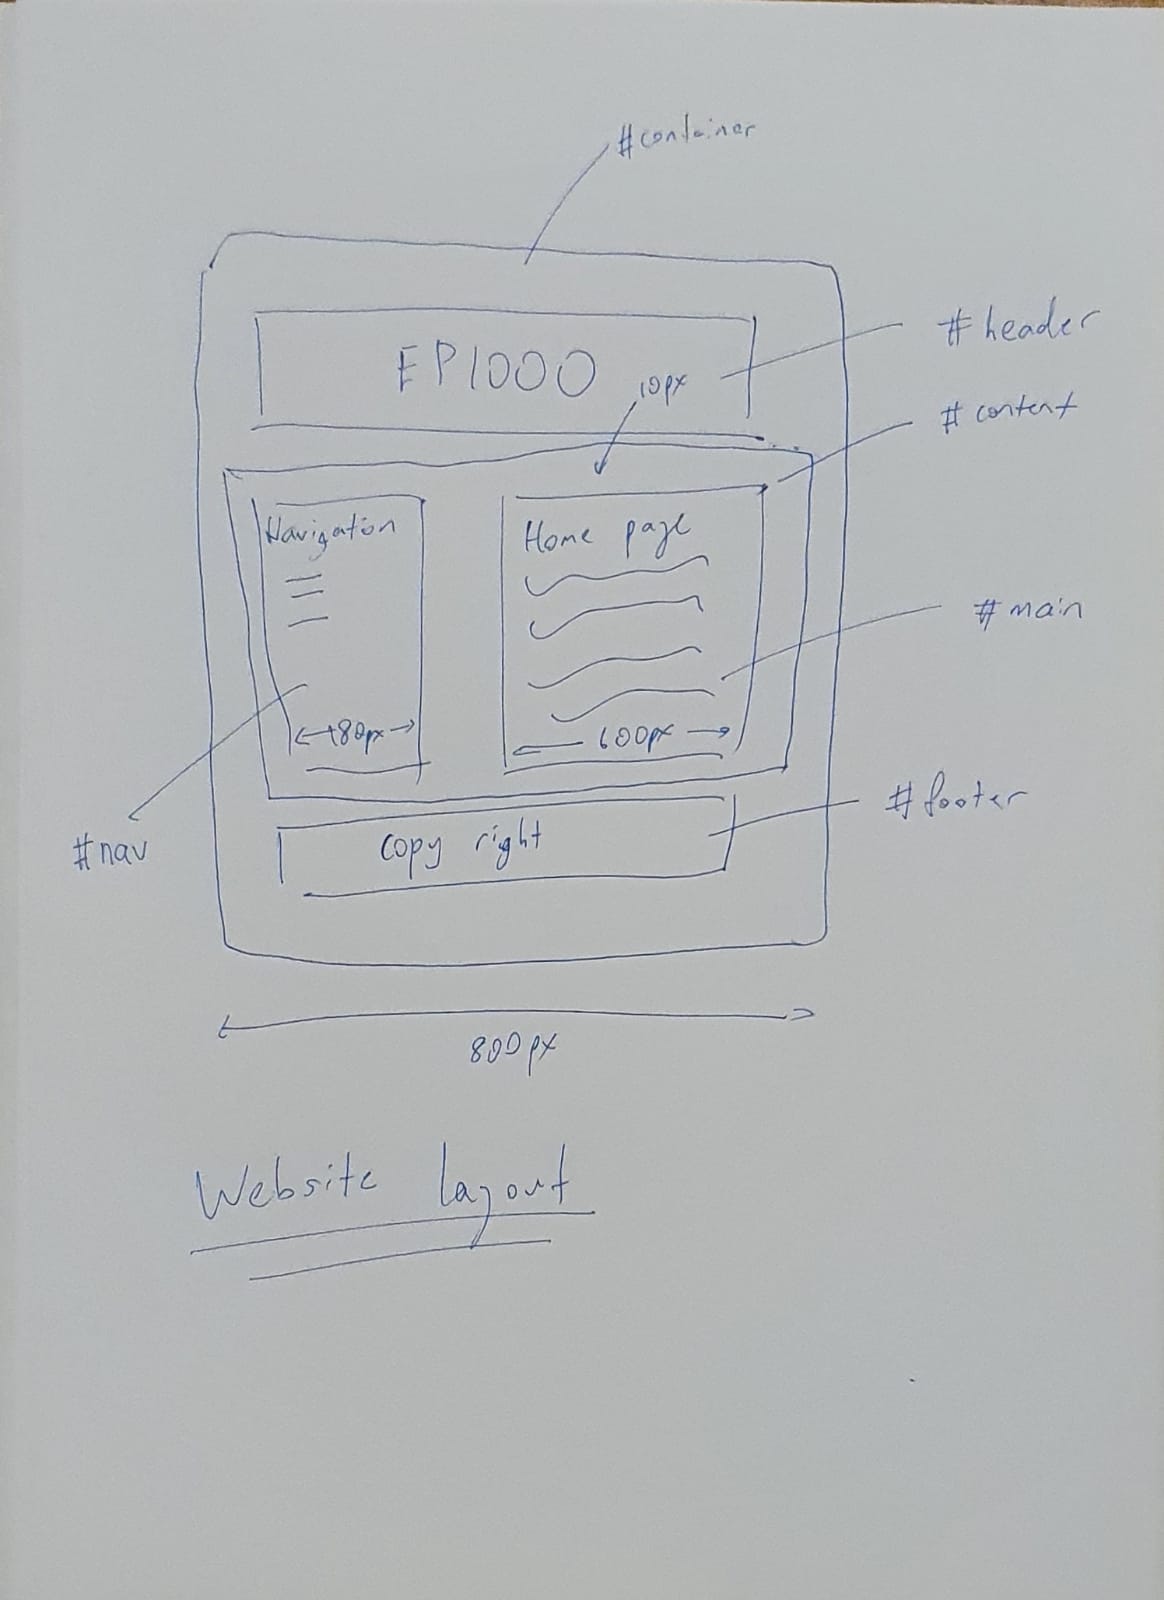 #container
#header
EP1000
10px
#content
Navigation
Home page
#main
180px
600px
#footer
#nav
Copy right
800px
Website layout